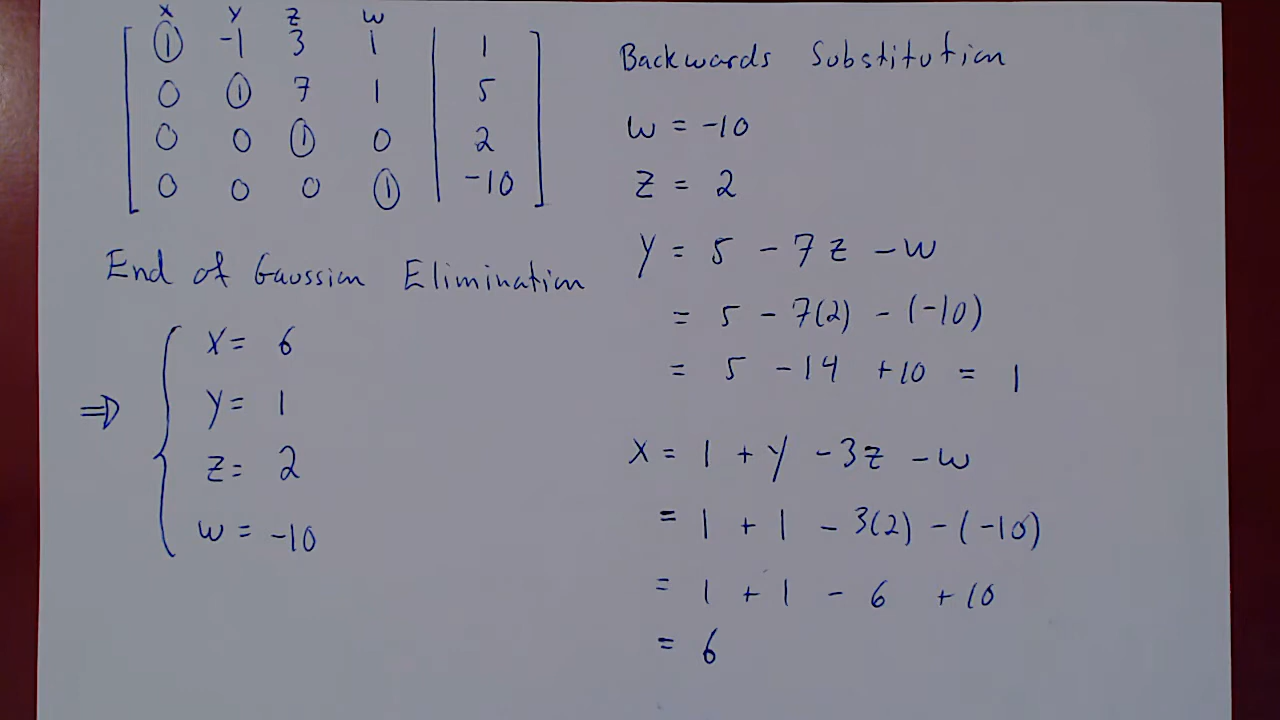 x y z w
1 -1 3 1 | 1
0 1 7 1 | 5
0 0 1 0 | 2
0 0 0 1 | -10
End of Gaussian Elimination
⇒
x = 6
y = 1
z = 2
w = -10
Backwards Substitution
w = -10
z = 2
y = 5 - 7z - w
= 5 - 7(2) - (-10)
= 5 - 14 + 10 = 1
x = 1 + y - 3z - w
= 1 + 1 - 3(2) - (-10)
= 1 + 1 - 6 + 10
= 6